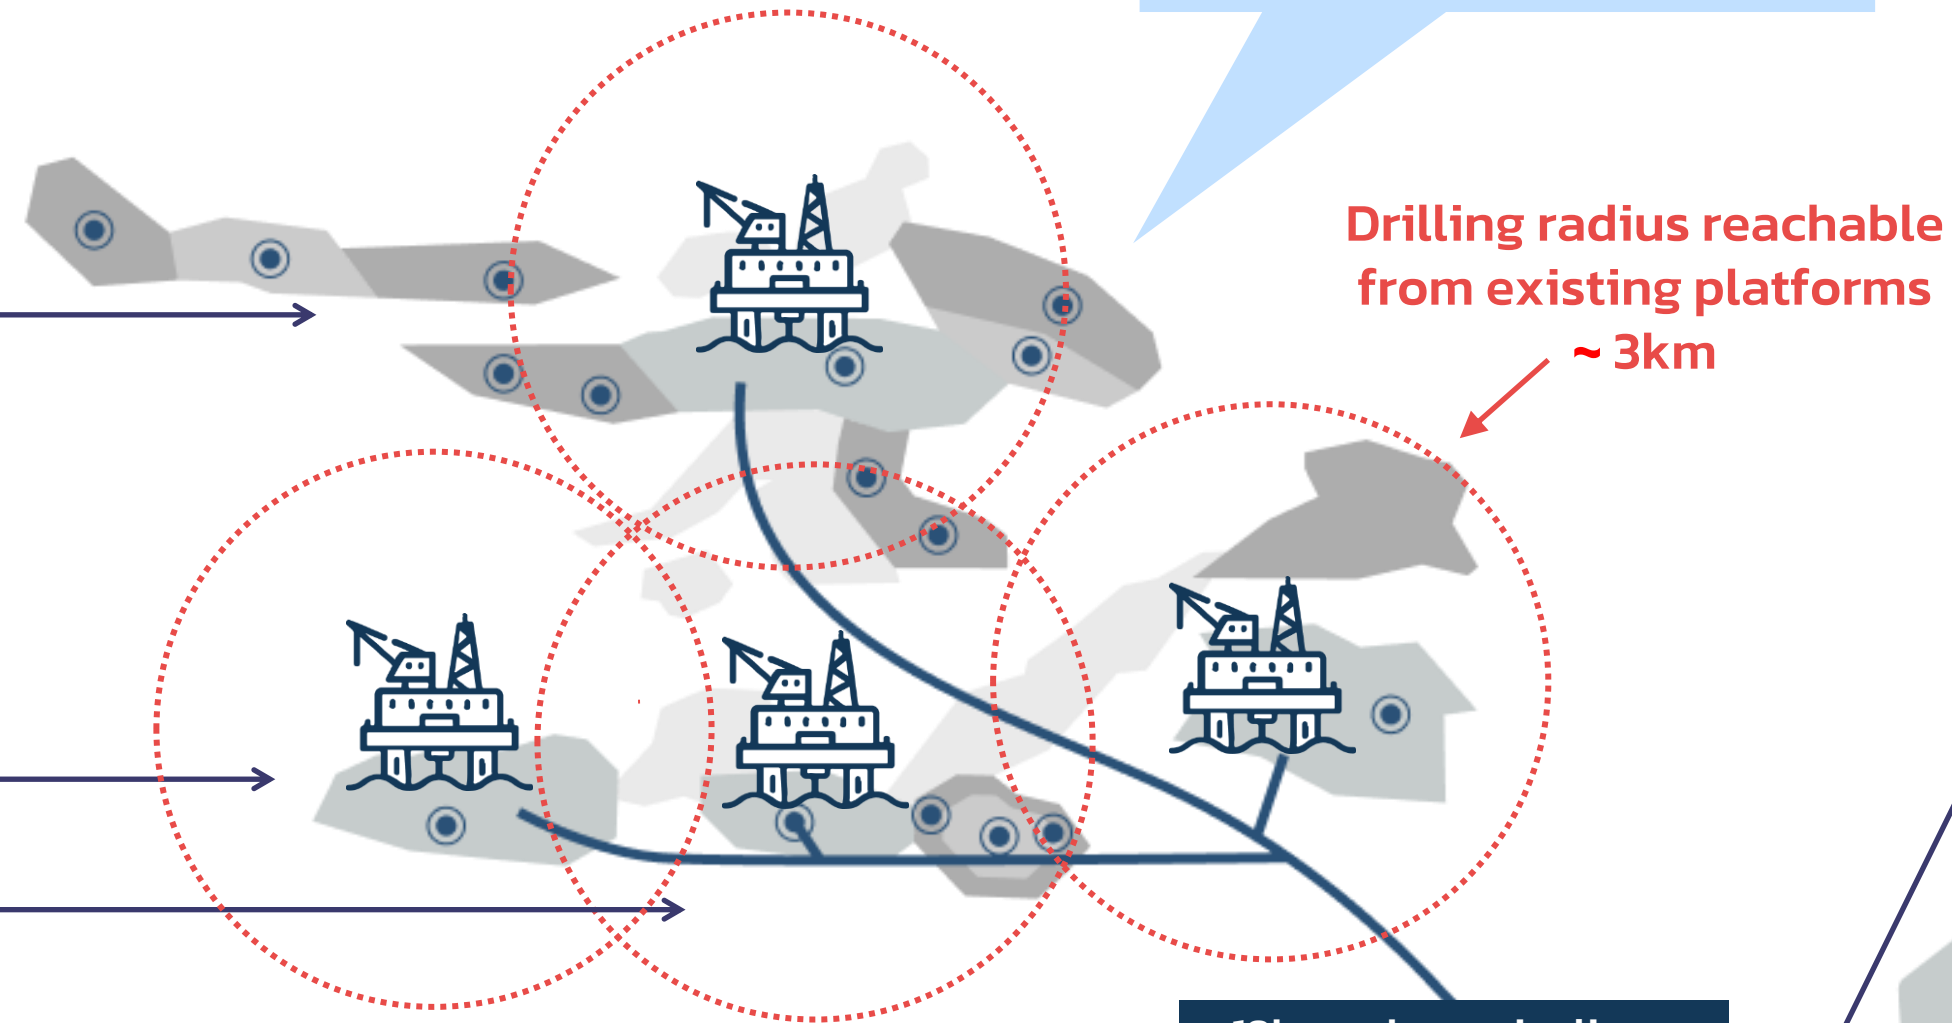 Drilling radius reachable
from existing platforms
~ 3km